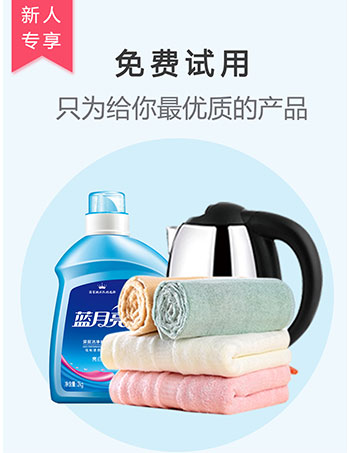 新人
专享
免费试用
只为给你最优质的产品
蓝月亮